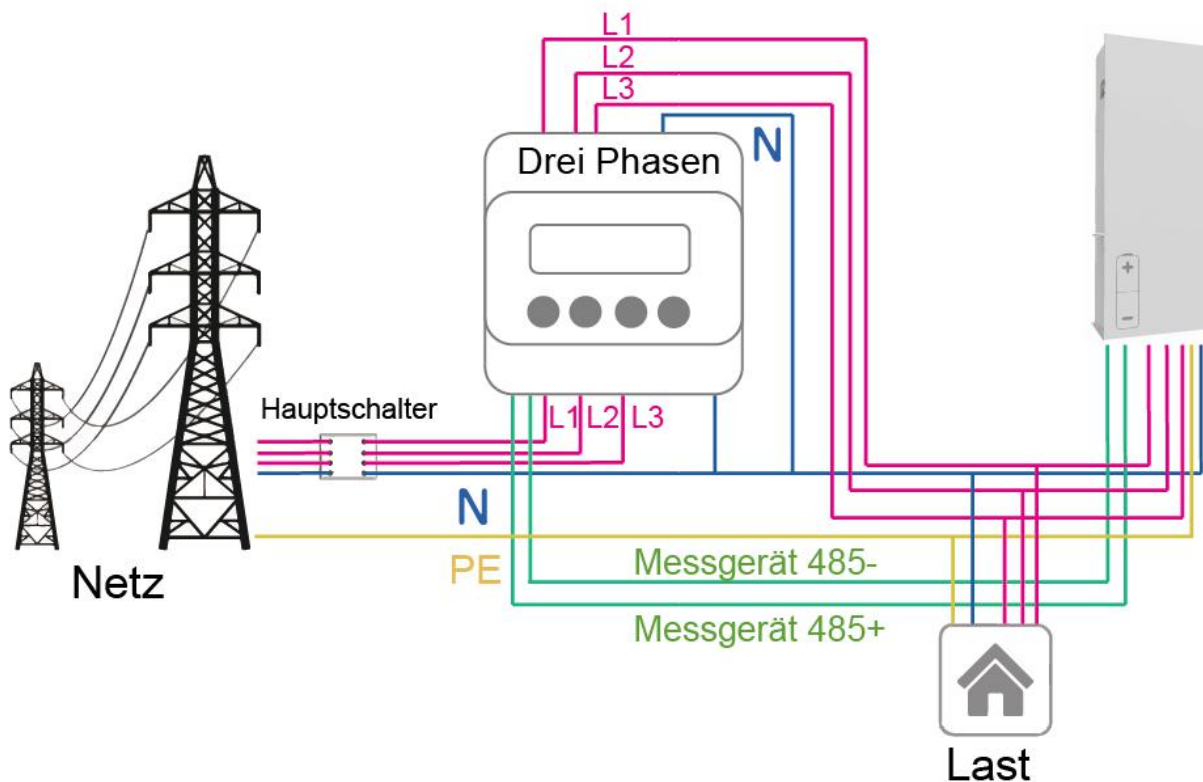 L1
L2
L3
N
Drei Phasen
Hauptschalter
L1 L2 L3
N
PE
Netz
Messgerät 485-
Messgerät 485+
Last